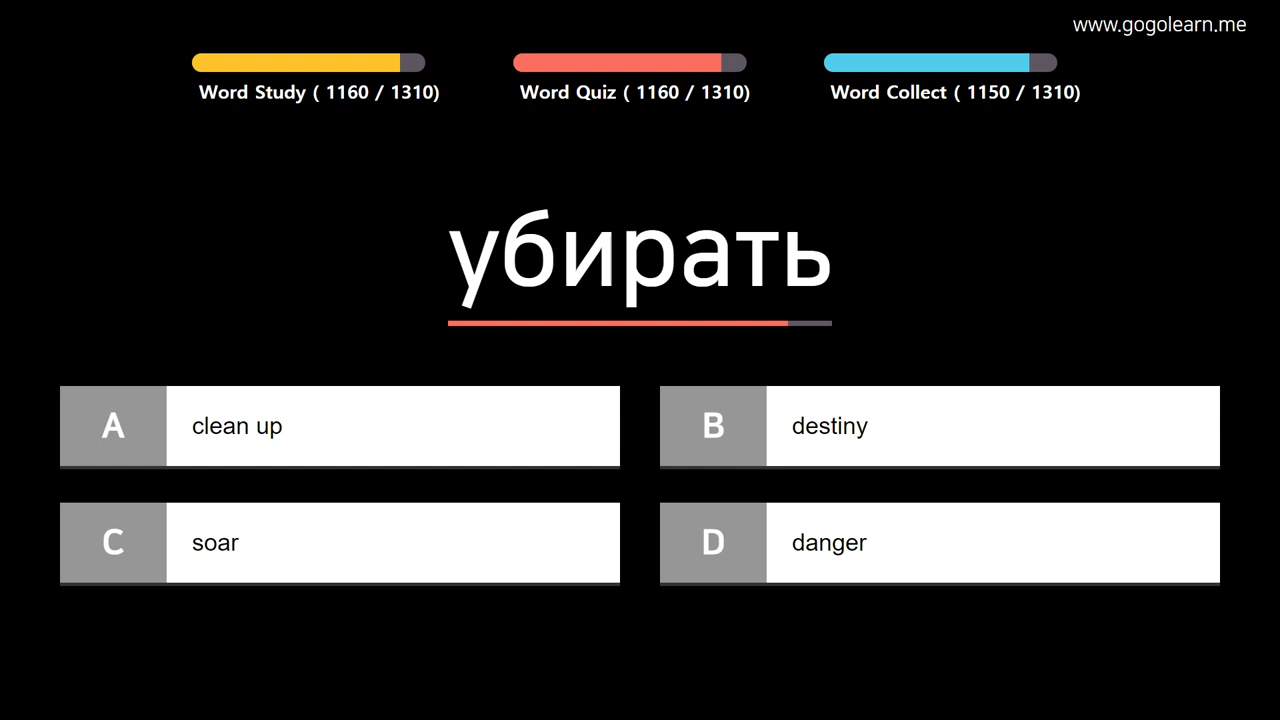 www.gogolearn.me
Word Study ( 1160 / 1310)
Word Quiz ( 1160 / 1310)
Word Collect ( 1150 / 1310)
убирать
A clean up
B destiny
C soar
D danger